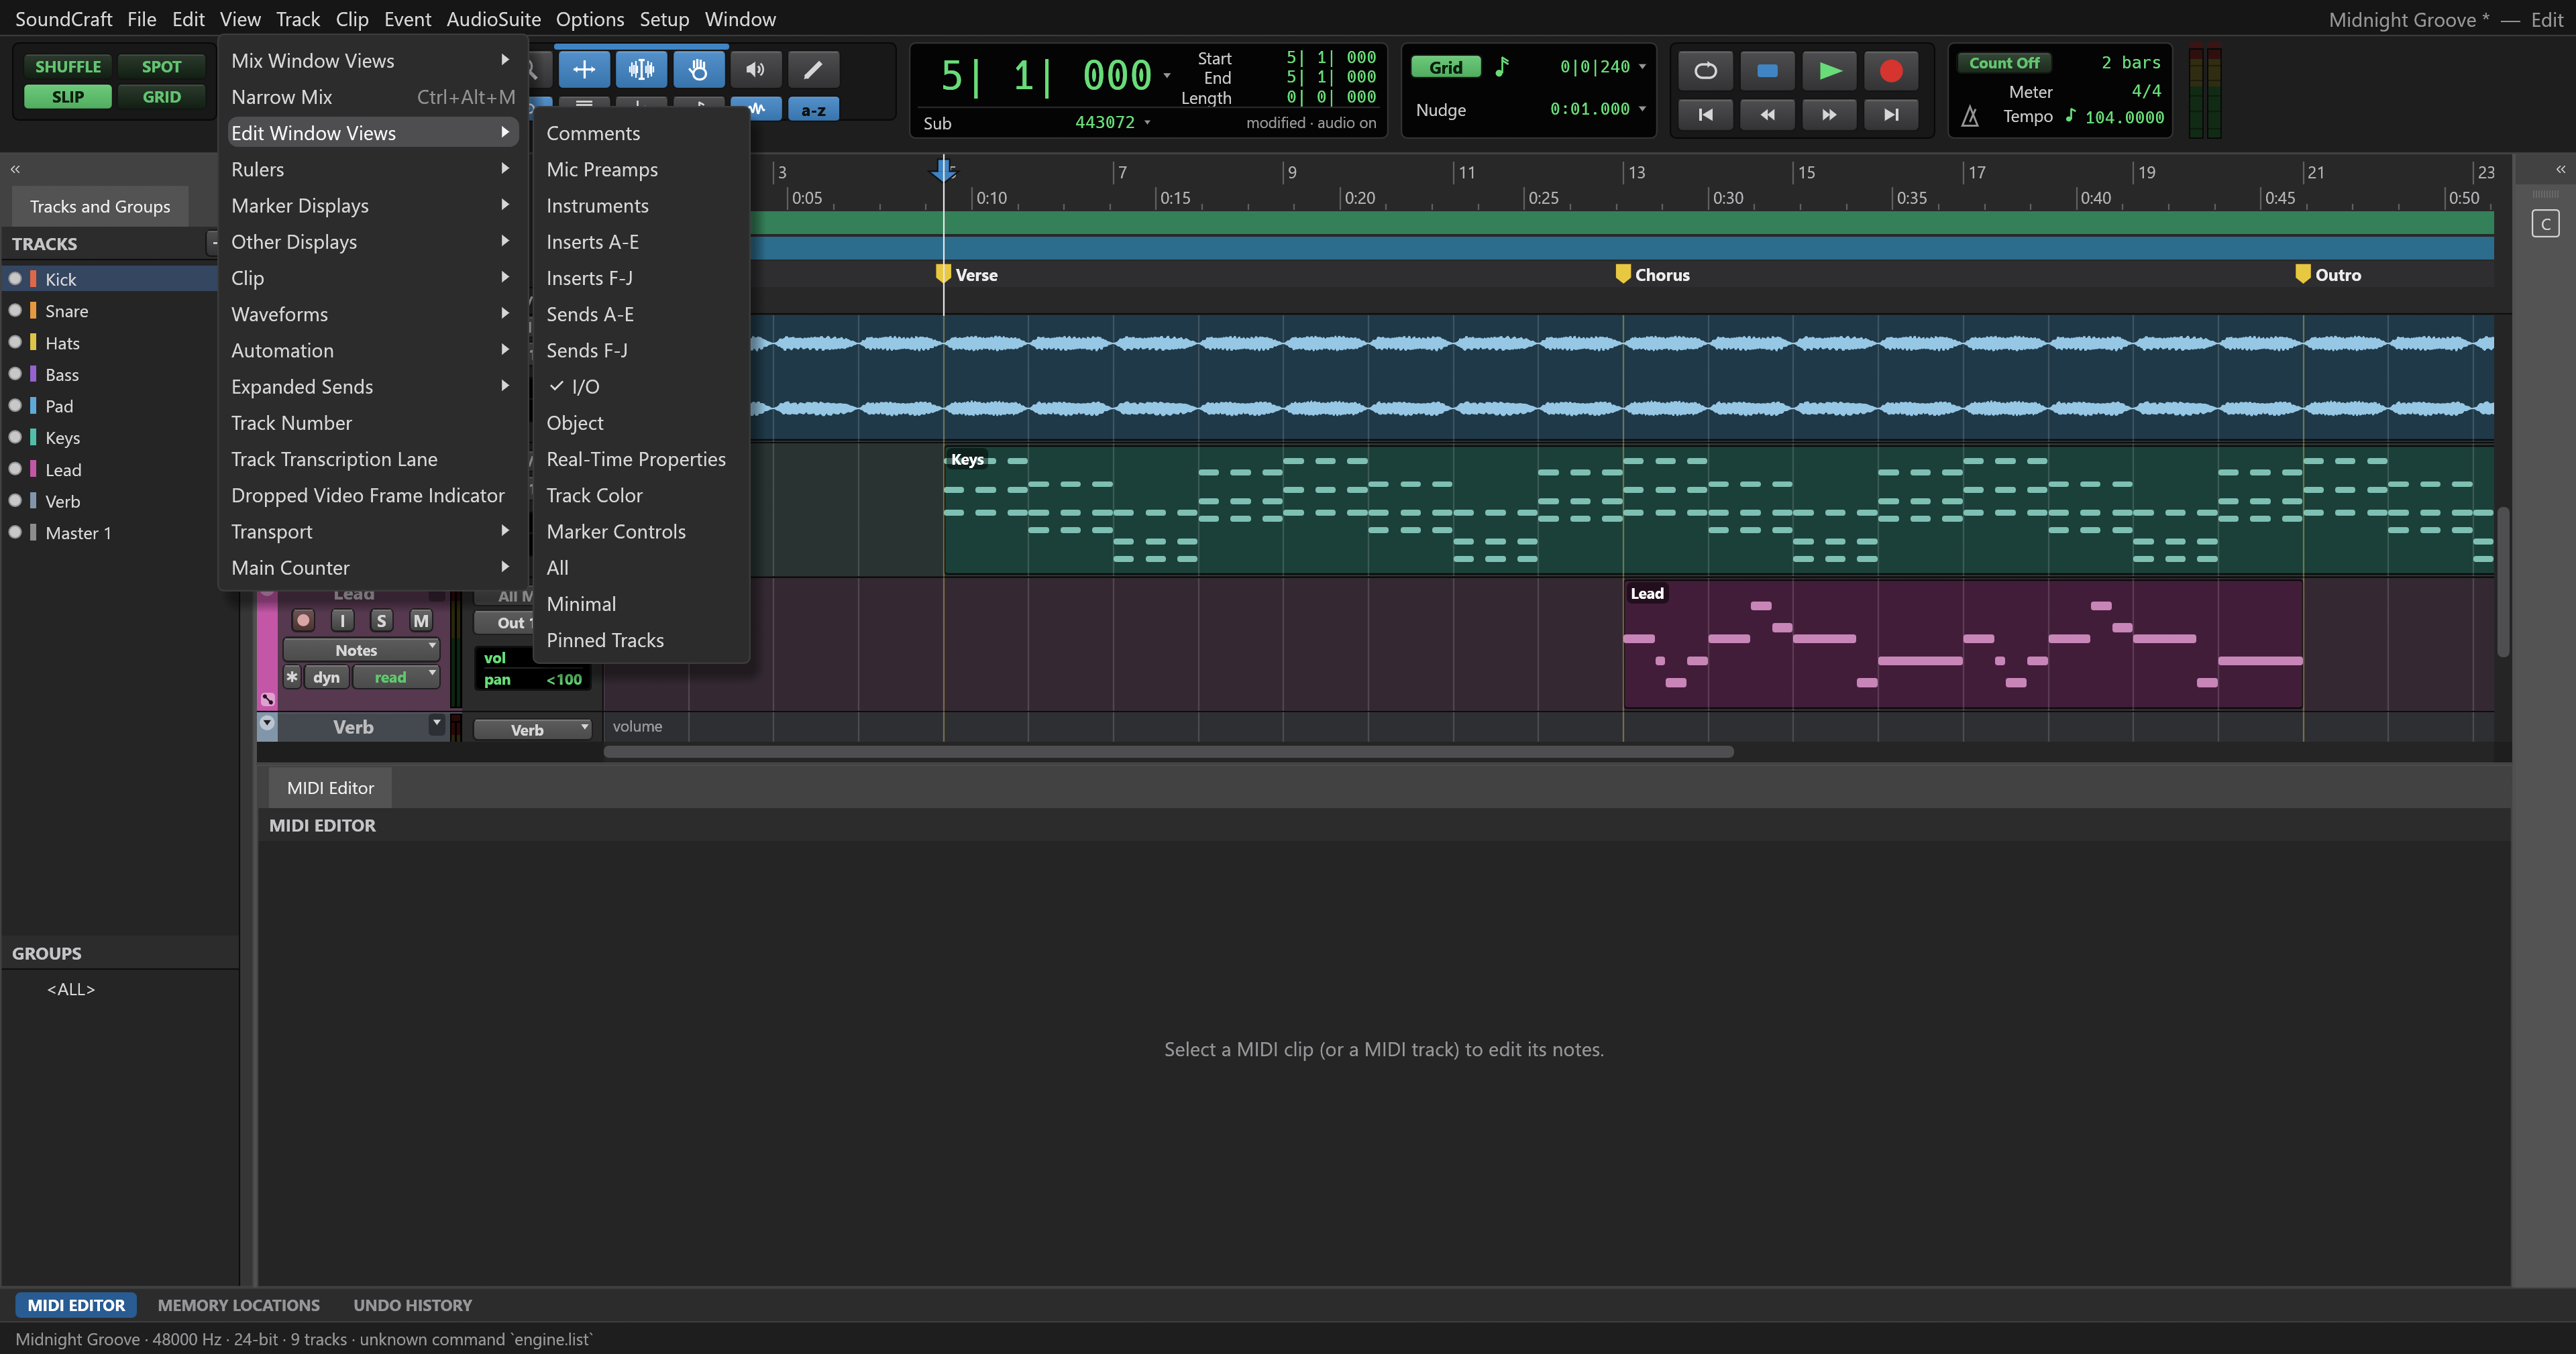 SoundCraft File Edit View Track Clip Event AudioSuite Options Setup Window
Midnight Groove * — Edit
SHUFFLE SPOT
SLIP GRID
Mix Window Views
Narrow Mix Ctrl+Alt+M
Edit Window Views
Rulers
Marker Displays
Other Displays
Clip
Waveforms
Automation
Expanded Sends
Track Number
Track Transcription Lane
Dropped Video Frame Indicator
Transport
Main Counter
Comments
Mic Preamps
Instruments
Inserts A-E
Inserts F-J
Sends A-E
Sends F-J
✓ I/O
Object
Real-Time Properties
Track Color
Marker Controls
All
Minimal
Pinned Tracks
a-z
5| 1| 000
Start 5| 1| 000
End 5| 1| 000
Length 0| 0| 000
Sub 443072 modified · audio on
Grid 0|0|240
Nudge 0:01.000
Count Off 2 bars
Meter 4/4
Tempo 104.0000
Tracks and Groups
TRACKS
Kick
Snare
Hats
Bass
Pad
Keys
Lead
Verb
Master 1
3 7 9 11 13 15 17 19 21 23
0:05 0:10 0:15 0:20 0:25 0:30 0:35 0:40 0:45 0:50
Verse Chorus Outro
C
Keys
Lead
Lead
I S M
Notes
dyn read
All M
Out 1
vol
pan <100
Verb Verb volume
MIDI Editor
MIDI EDITOR
Select a MIDI clip (or a MIDI track) to edit its notes.
GROUPS
<ALL>
MIDI EDITOR MEMORY LOCATIONS UNDO HISTORY
Midnight Groove · 48000 Hz · 24-bit · 9 tracks · unknown command `engine.list`